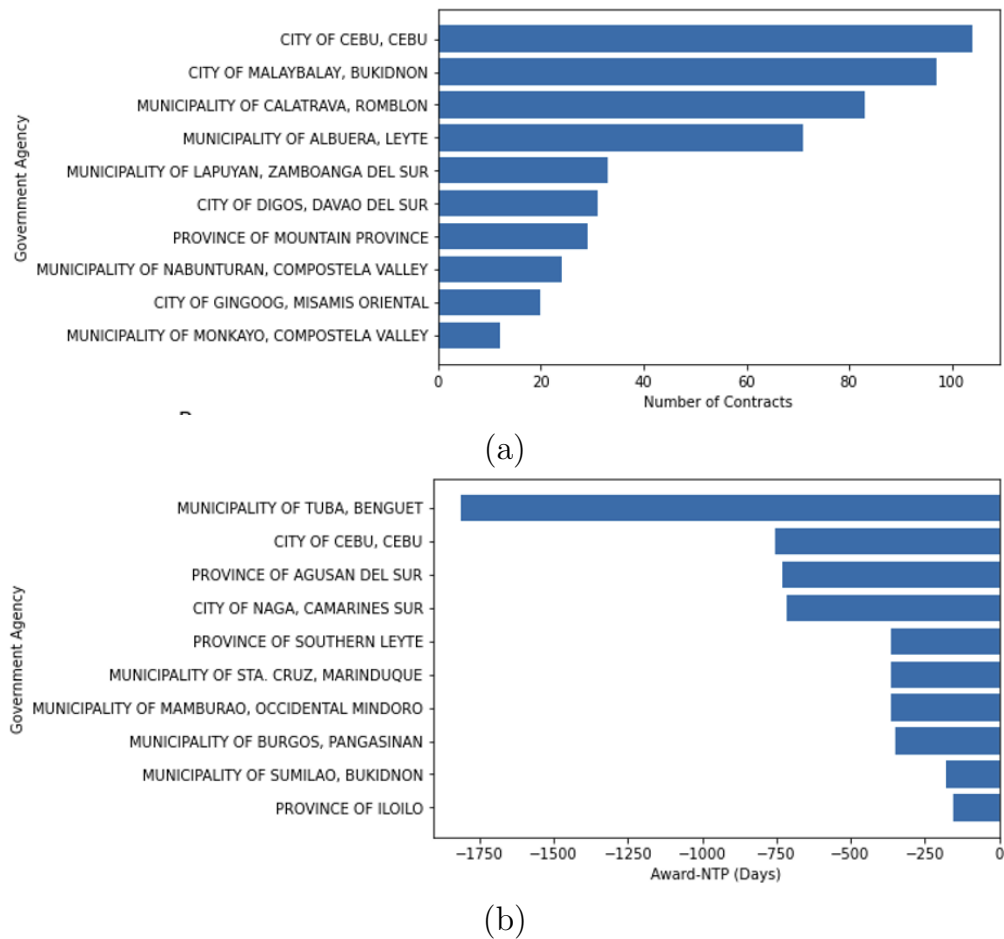 Government Agency
CITY OF CEBU, CEBU
CITY OF MALAYBALAY, BUKIDNON
MUNICIPALITY OF CALATRAVA, ROMBLON
MUNICIPALITY OF ALBUERA, LEYTE
MUNICIPALITY OF LAPUYAN, ZAMBOANGA DEL SUR
CITY OF DIGOS, DAVAO DEL SUR
PROVINCE OF MOUNTAIN PROVINCE
MUNICIPALITY OF NABUNTURAN, COMPOSTELA VALLEY
CITY OF GINGOOG, MISAMIS ORIENTAL
MUNICIPALITY OF MONKAYO, COMPOSTELA VALLEY
0 20 40 60 80 100
Number of Contracts
(a)
Government Agency
MUNICIPALITY OF TUBA, BENGUET
CITY OF CEBU, CEBU
PROVINCE OF AGUSAN DEL SUR
CITY OF NAGA, CAMARINES SUR
PROVINCE OF SOUTHERN LEYTE
MUNICIPALITY OF STA. CRUZ, MARINDUQUE
MUNICIPALITY OF MAMBURAO, OCCIDENTAL MINDORO
MUNICIPALITY OF BURGOS, PANGASINAN
MUNICIPALITY OF SUMILAO, BUKIDNON
PROVINCE OF ILOILO
−1750 −1500 −1250 −1000 −750 −500 −250 0
Award-NTP (Days)
(b)